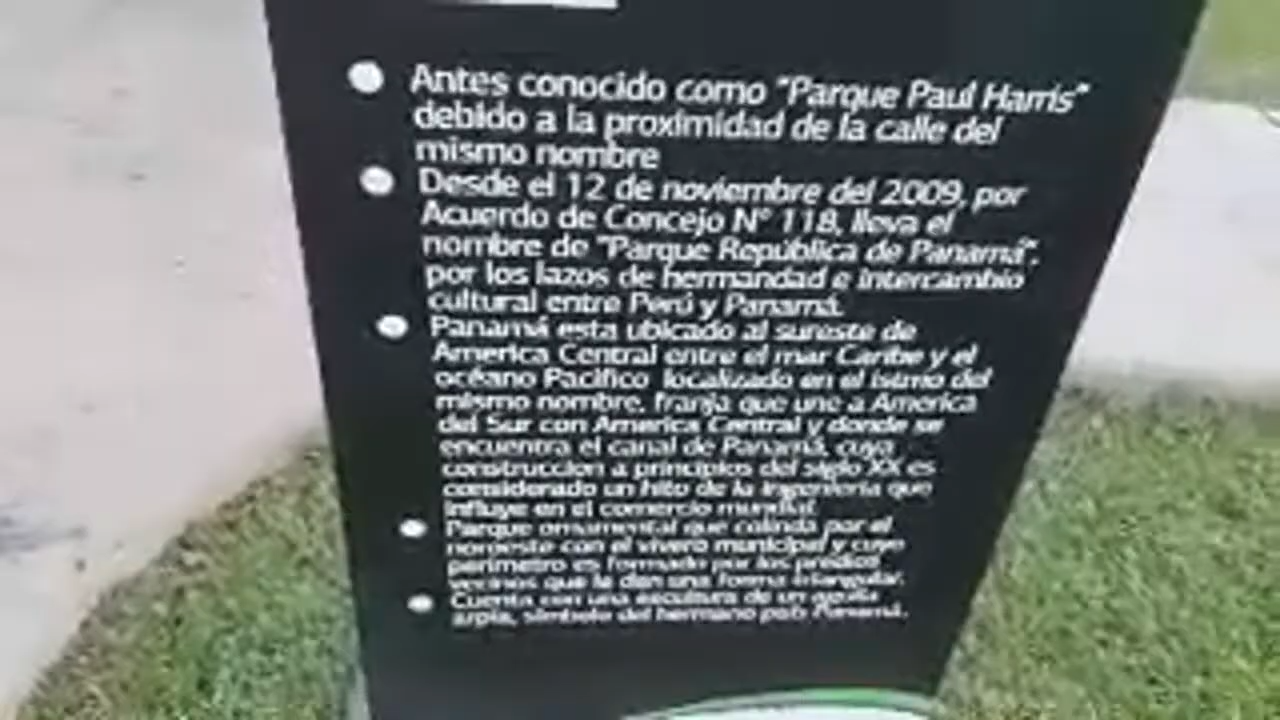 Antes conocido como "Parque Paul Harris"
debido a la proximidad de la calle del
mismo nombre
Desde el 12 de noviembre del 2009, por
Acuerdo de Concejo N° 118, lleva el
nombre de "Parque República de Panamá",
por los lazos de hermandad e intercambio
cultural entre Perú y Panamá.
Panamá esta ubicado al sureste de
America Central entre el mar Caribe y el
océano Pacifico localizado en el istmo del
mismo nombre, franja que une a America
del Sur con America Central y donde se
encuentra el canal de Panamá, cuya
construccion a principios del siglo XX es
considerado un hito de la ingenieria que
influye en el comercio mundial.
Parque ornamental que colinda por el
noroeste con el vivero municipal y cuyo
perimetro es formado por los predios
vecinos que le dan una forma triangular.
Cuenta con una escultura de un aguila
arpia, simbolo del hermano país Panamá.